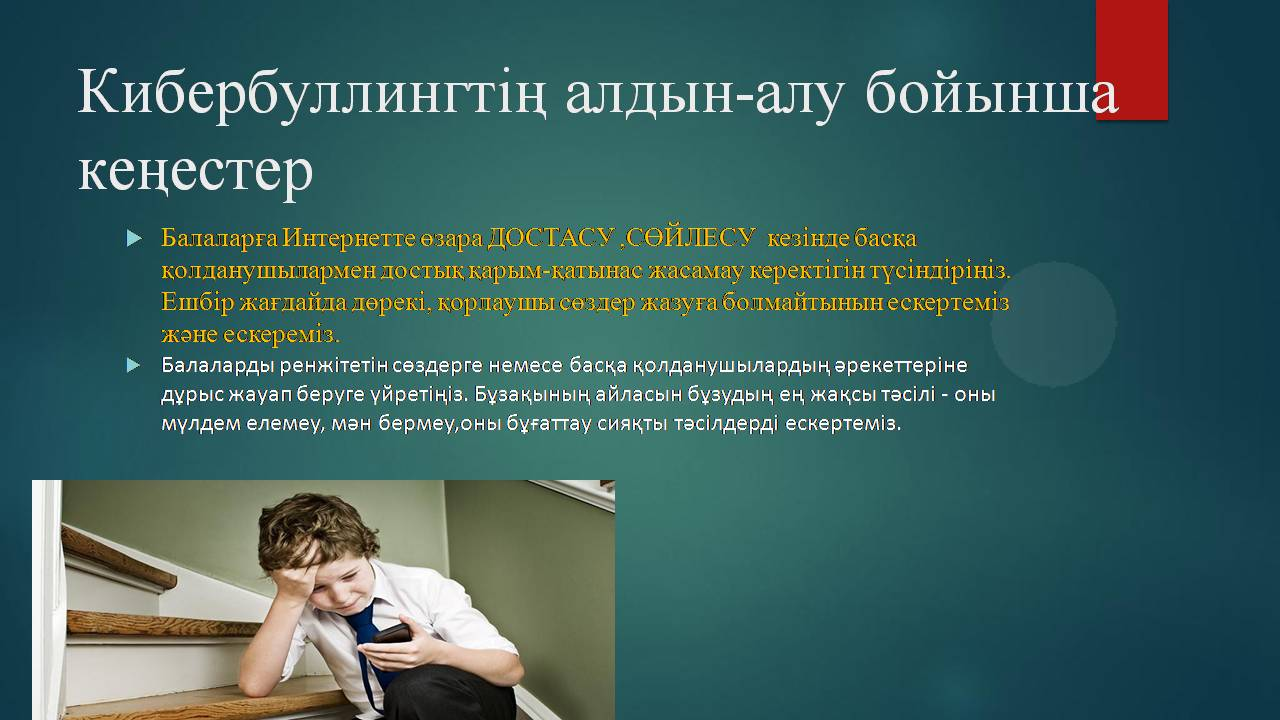 Кибербуллингтің алдын-алу бойынша
кеңестер
Балаларға Интернетте өзара ДОСТАСУ ,СӨЙЛЕСУ кезінде басқа
қолданушылармен достық қарым-қатынас жасамау керектігін түсіндіріңіз.
Ешбір жағдайда дөрекі, қорлаушы сөздер жазуға болмайтынын ескертеміз
және ескереміз.
Балаларды ренжітетін сөздерге немесе басқа қолданушылардың әрекеттеріне
дұрыс жауап беруге үйретіңіз. Бұзақының айласын бұзудың ең жақсы тәсілі - оны
мүлдем елемеу, мән бермеу,оны бұғаттау сияқты тәсілдерді ескертеміз.